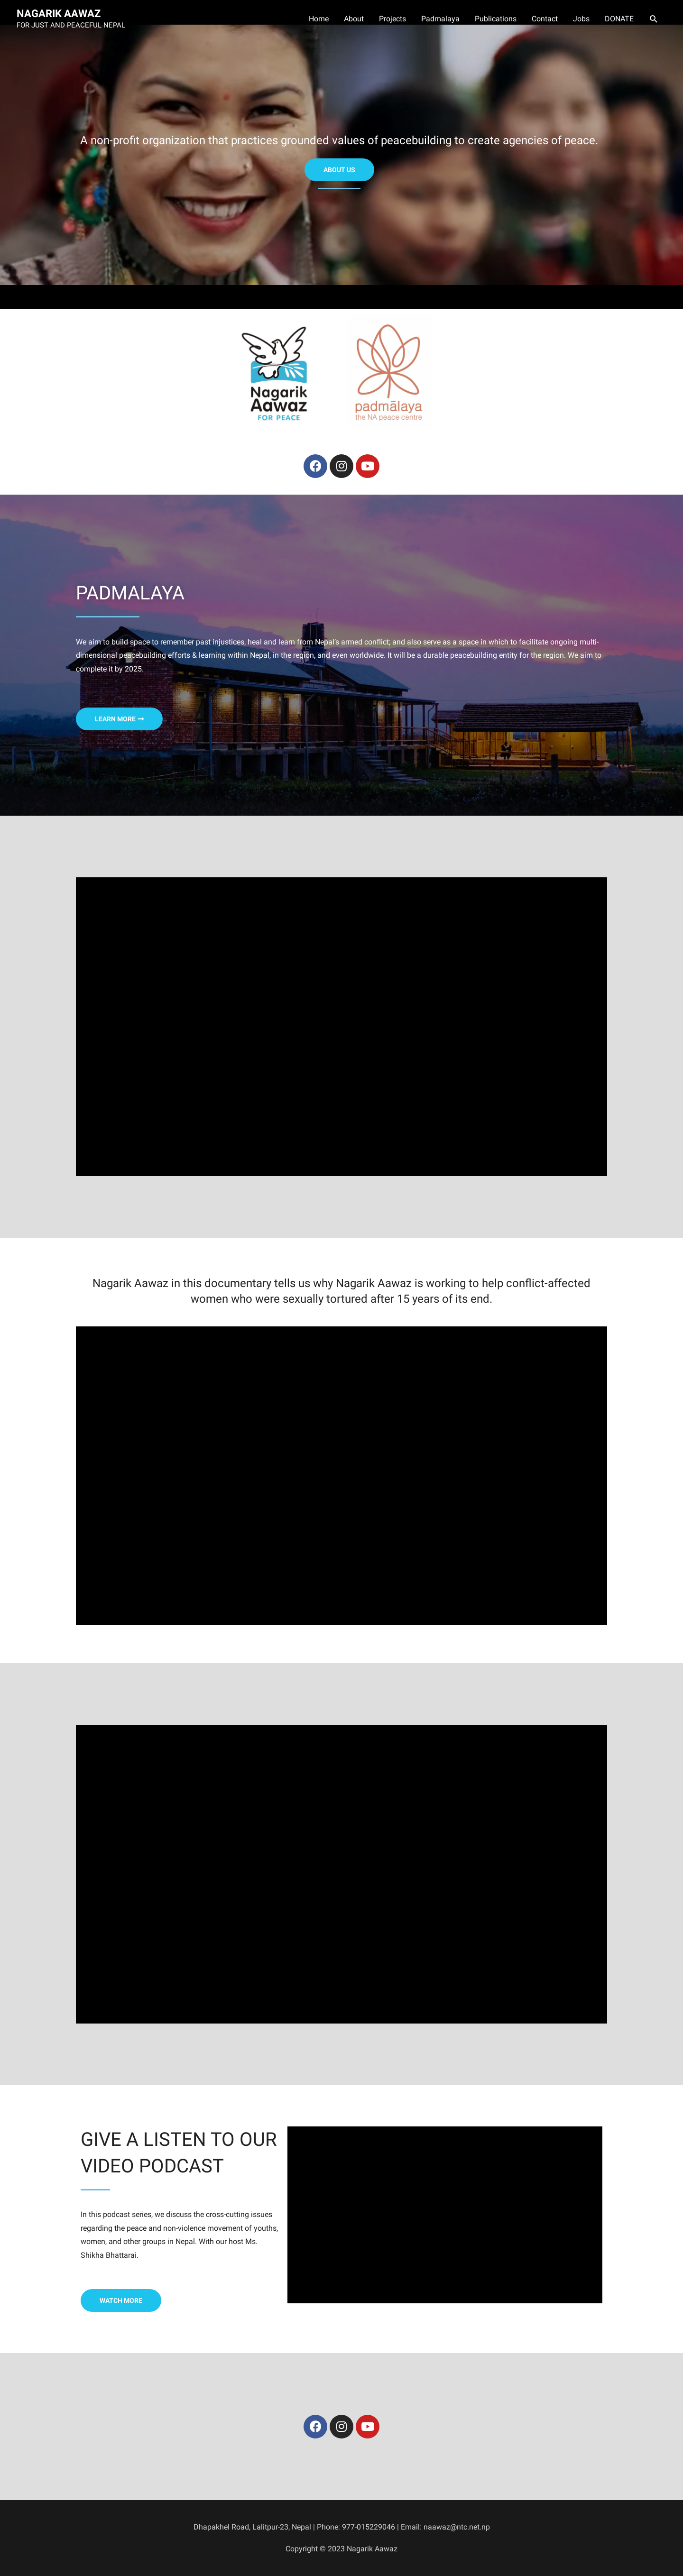 NAGARIK AAWAZ
FOR JUST AND PEACEFUL NEPAL
Home About Projects Padmalaya Publications Contact Jobs DONATE
A non-profit organization that practices grounded values of peacebuilding to create agencies of peace.
ABOUT US
Nagarik
Aawaz
FOR PEACE
padmālaya
the NA peace centre
PADMALAYA
We aim to build space to remember past injustices, heal and learn from Nepal's armed conflict; and also serve as a space in which to facilitate ongoing multi-
dimensional peacebuilding efforts & learning within Nepal, in the region, and even worldwide. It will be a durable peacebuilding entity for the region. We aim to
complete it by 2025.
LEARN MORE
Nagarik Aawaz in this documentary tells us why Nagarik Aawaz is working to help conflict-affected
women who were sexually tortured after 15 years of its end.
GIVE A LISTEN TO OUR
VIDEO PODCAST
In this podcast series, we discuss the cross-cutting issues
regarding the peace and non-violence movement of youths,
women, and other groups in Nepal. With our host Ms.
Shikha Bhattarai.
WATCH MORE
Dhapakhel Road, Lalitpur-23, Nepal | Phone: 977-015229046 | Email: naawaz@ntc.net.np
Copyright © 2023 Nagarik Aawaz